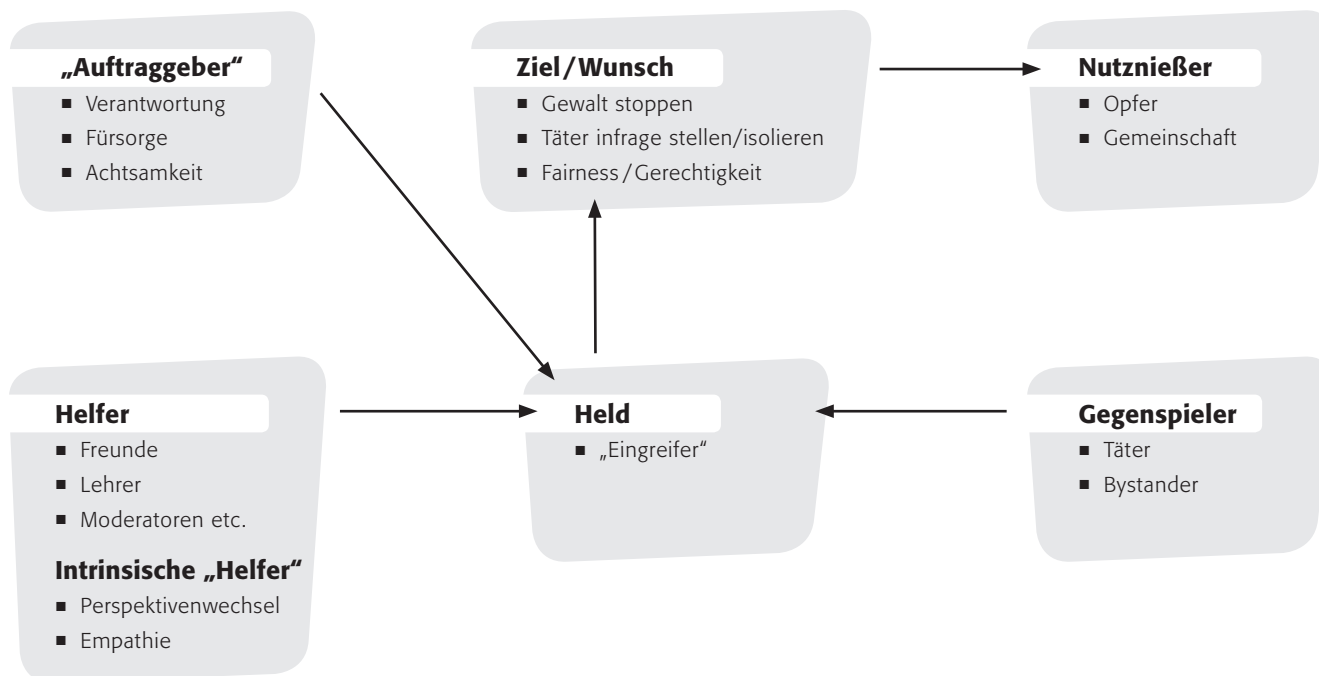 „Auftraggeber“
■ Verantwortung
■ Fürsorge
■ Achtsamkeit
Ziel/Wunsch
■ Gewalt stoppen
■ Täter infrage stellen/isolieren
■ Fairness/Gerechtigkeit
Nutznießer
■ Opfer
■ Gemeinschaft
Helfer
■ Freunde
■ Lehrer
■ Moderatoren etc.
Intrinsische „Helfer“
■ Perspektivenwechsel
■ Empathie
Held
■ „Eingreifer“
Gegenspieler
■ Täter
■ Bystander